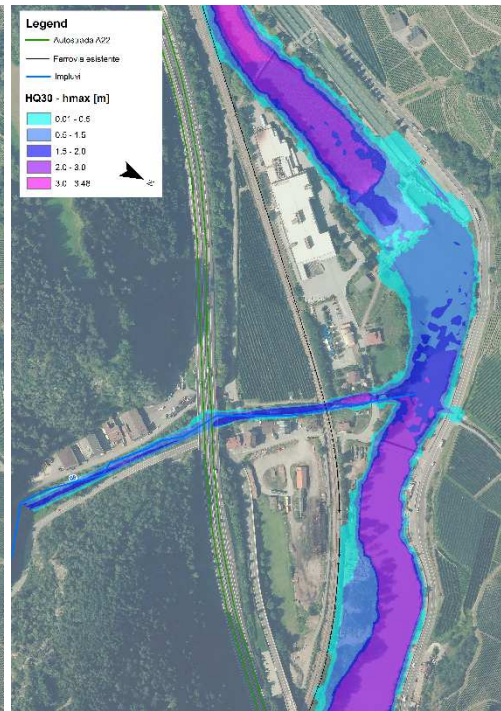 Legend
Autostrada A22
Ferrovia esistente
Impluvi
HQ30 - hmax [m]
0.01 - 0.5
0.5 - 1.5
1.5 - 2.0
2.0 - 3.0
3.0 - 3.48